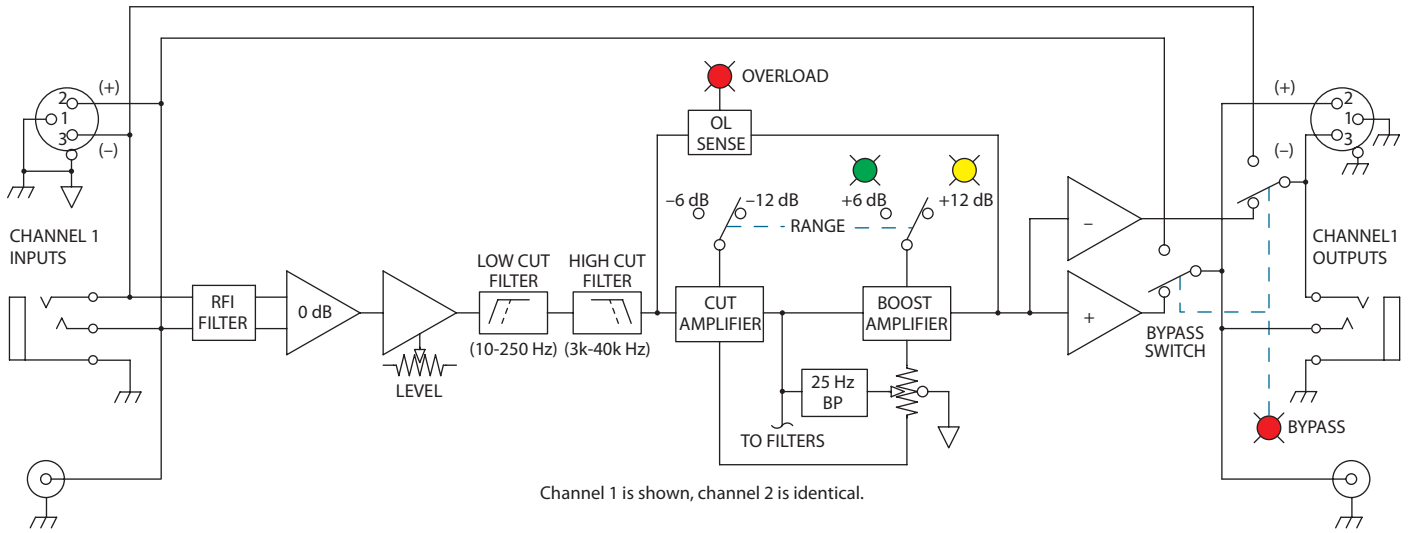 OVERLOAD
(+)
2
1
3
(–)
OL
SENSE
(+)
2
1
3
(–)
–6 dB
–12 dB
+6 dB
+12 dB
RANGE
CHANNEL 1
INPUTS
–
CHANNEL1
OUTPUTS
LOW CUT
FILTER
HIGH CUT
FILTER
RFI
FILTER
0 dB
CUT
AMPLIFIER
BOOST
AMPLIFIER
+
(10-250 Hz)
(3k-40k Hz)
BYPASS
SWITCH
LEVEL
25 Hz
BP
TO FILTERS
BYPASS
Channel 1 is shown, channel 2 is identical.